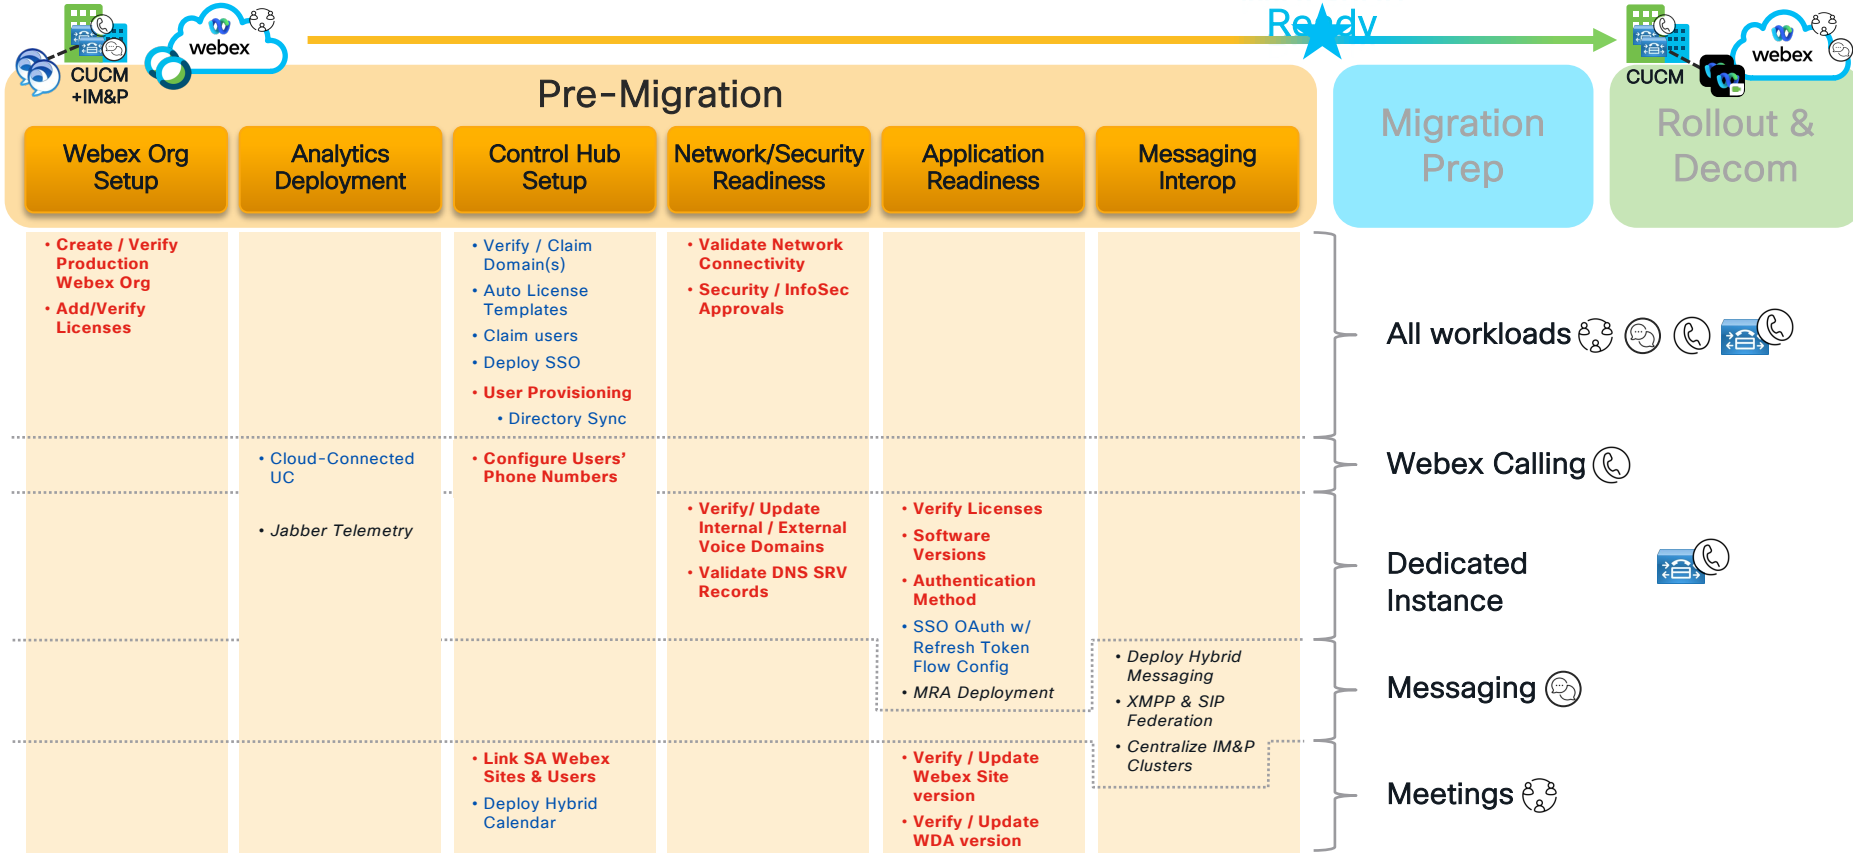 Ready
webex
CUCM
+IM&P
CUCM
webex
Pre-Migration
Migration
Prep
Rollout &
Decom
Webex Org
Setup
Analytics
Deployment
Control Hub
Setup
Network/Security
Readiness
Application
Readiness
Messaging
Interop
• Create / Verify
Production
Webex Org
• Add/Verify
Licenses
• Verify / Claim
Domain(s)
• Auto License
Templates
• Claim users
• Deploy SSO
• User Provisioning
• Directory Sync
• Validate Network
Connectivity
• Security / InfoSec
Approvals
All workloads
• Cloud-Connected
UC
• Configure Users’
Phone Numbers
Webex Calling
• Jabber Telemetry
• Verify/ Update
Internal / External
Voice Domains
• Validate DNS SRV
Records
• Verify Licenses
• Software
Versions
• Authentication
Method
• SSO OAuth w/
Refresh Token
Flow Config
• MRA Deployment
Dedicated
Instance
• Deploy Hybrid
Messaging
• XMPP & SIP
Federation
• Centralize IM&P
Clusters
Messaging
• Link SA Webex
Sites & Users
• Deploy Hybrid
Calendar
• Verify / Update
Webex Site
version
• Verify / Update
WDA version
Meetings